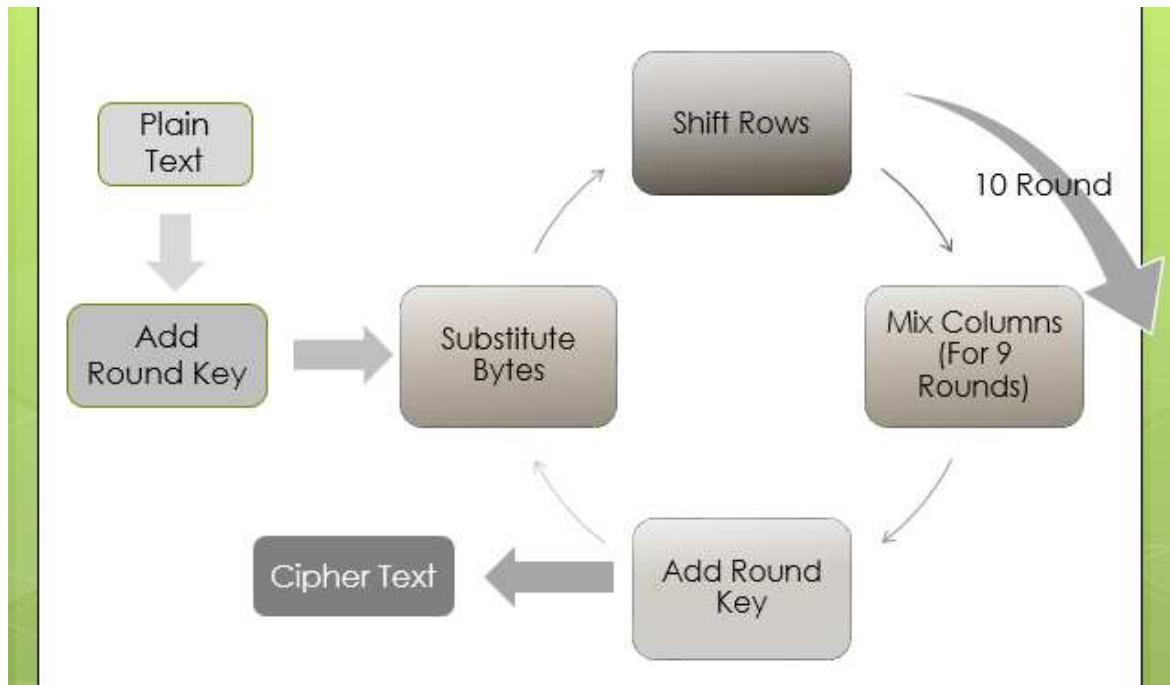 Plain
Text
Add
Round Key
Substitute
Bytes
Shift Rows
10 Round
Mix Columns
(For 9
Rounds)
Add Round
Key
Cipher Text